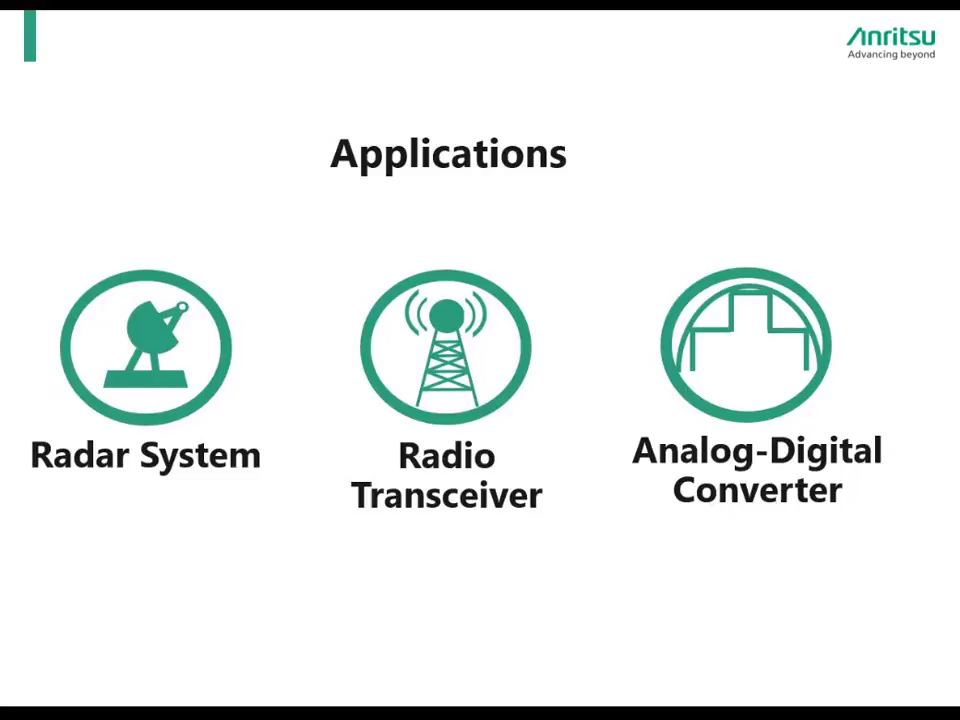 Anritsu
Advancing beyond
Applications
Radar System
Radio
Transceiver
Analog-Digital
Converter